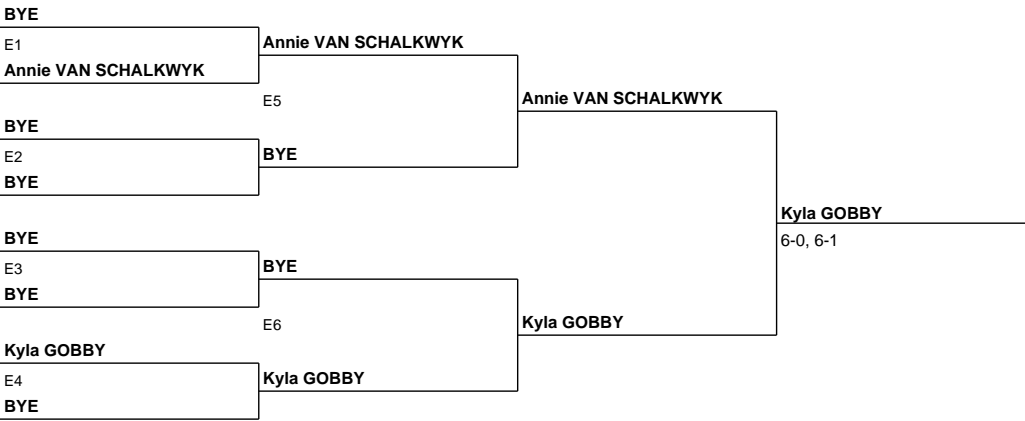 BYE
E1
Annie VAN SCHALKWYK
Annie VAN SCHALKWYK
E5
Annie VAN SCHALKWYK
BYE
E2
BYE
BYE
Kyla GOBBY
6-0, 6-1
BYE
E3
BYE
BYE
E6
Kyla GOBBY
Kyla GOBBY
E4
BYE
Kyla GOBBY